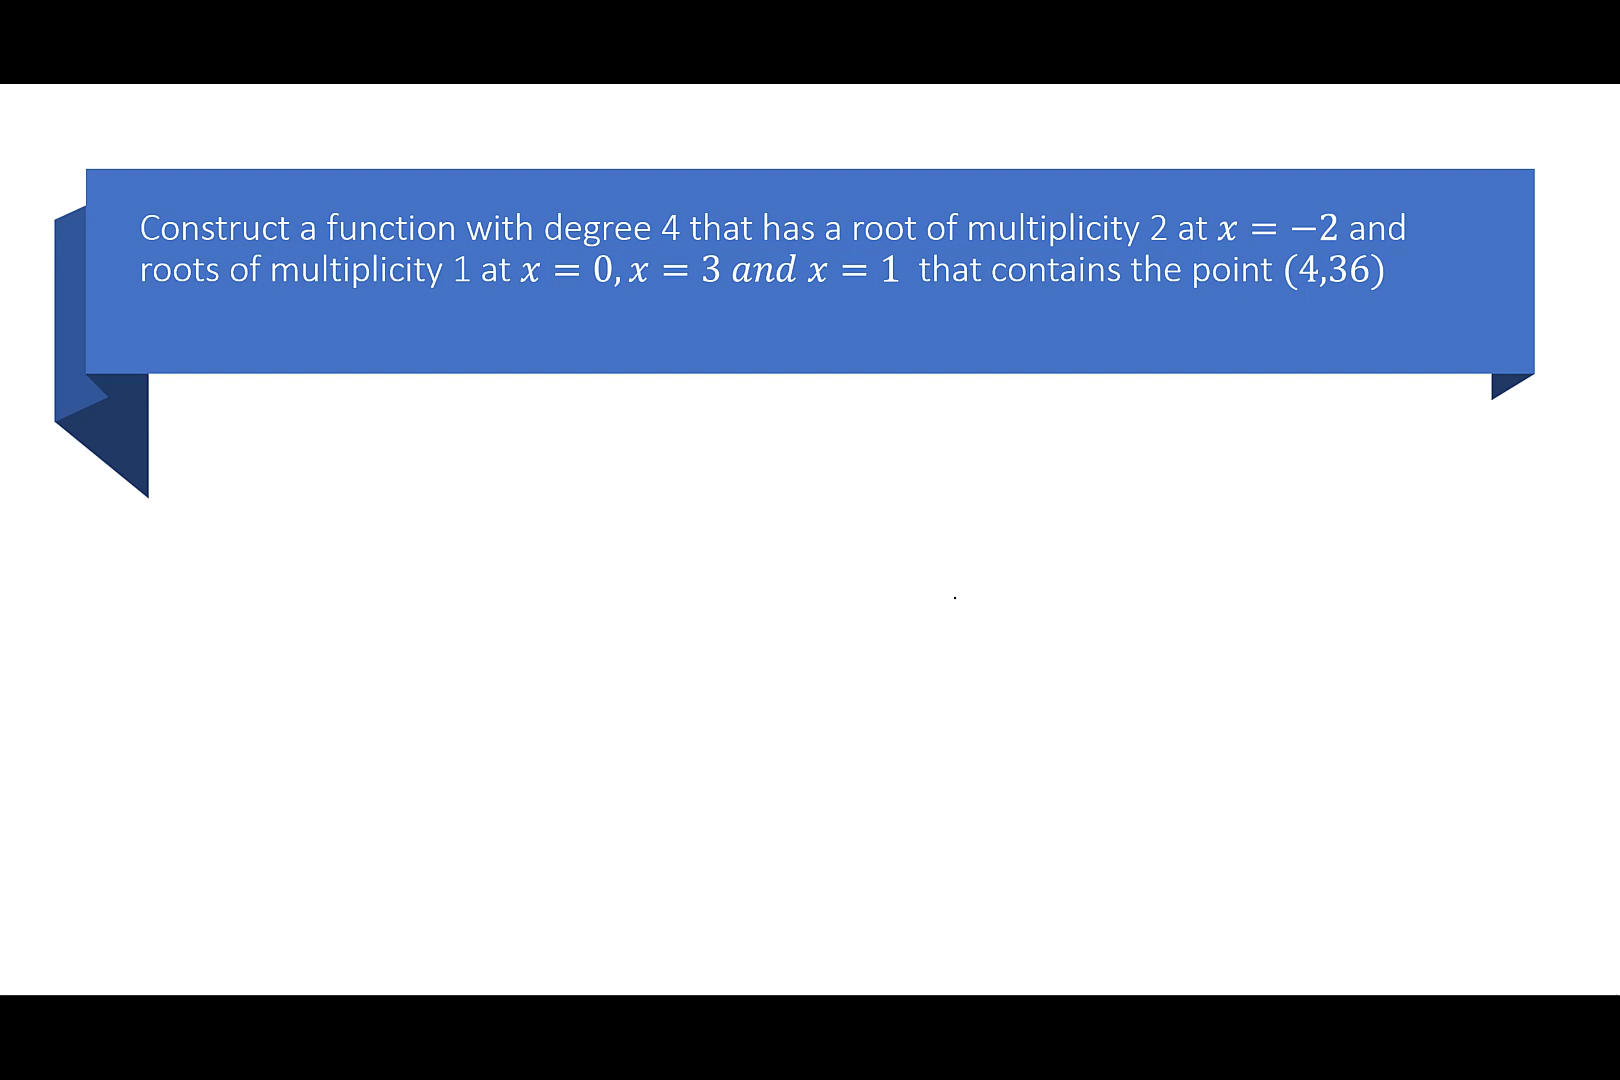 Construct a function with degree 4 that has a root of multiplicity 2 at 𝑥 = −2 and
roots of multiplicity 1 at 𝑥 = 0, 𝑥 = 3 𝑎𝑛𝑑 𝑥 = 1 that contains the point (4,36)